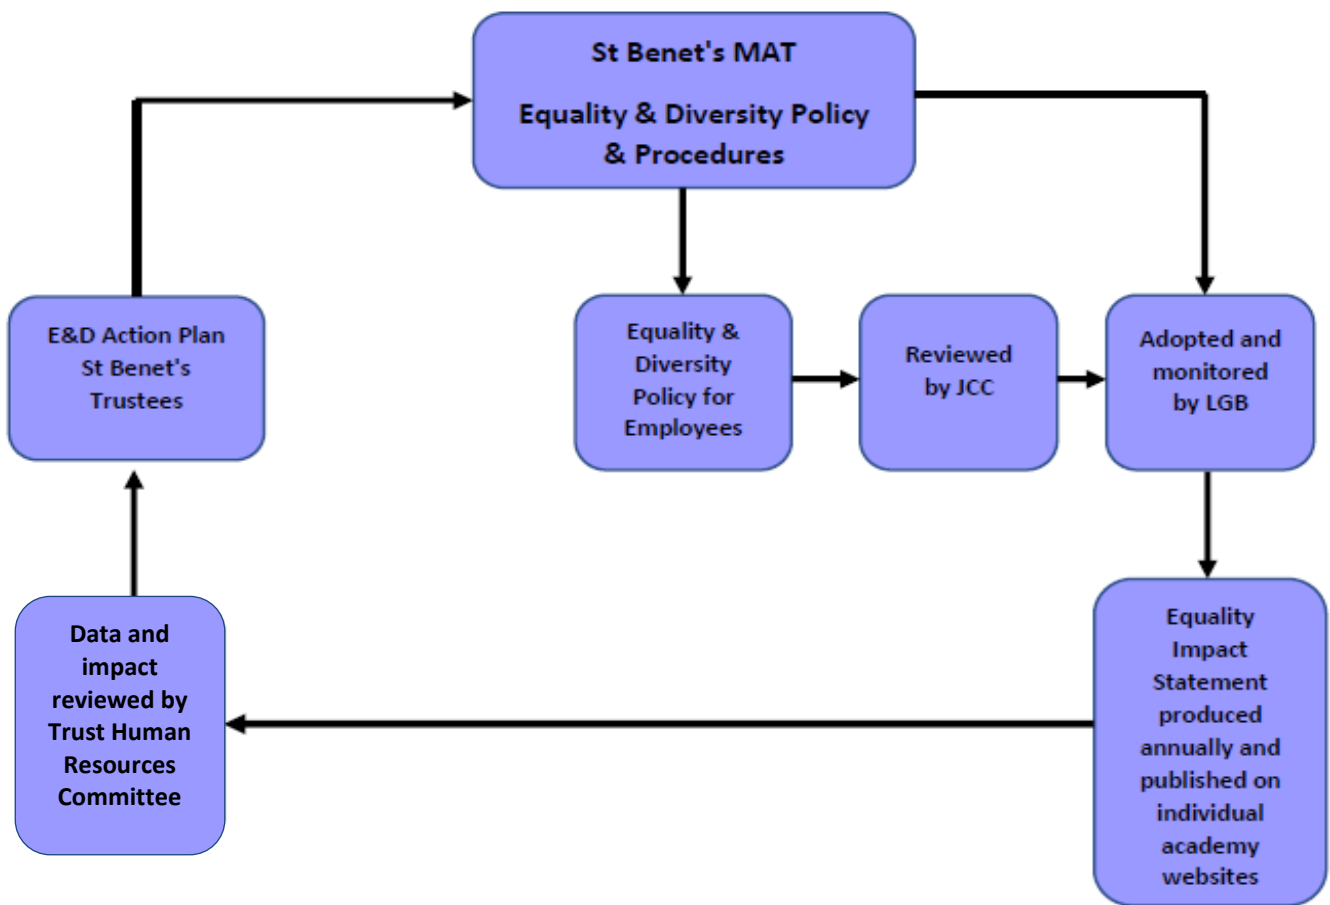 St Benet's MAT
Equality & Diversity Policy
& Procedures
E&D Action Plan
St Benet's
Trustees
Equality &
Diversity
Policy for
Employees
Reviewed
by JCC
Adopted and
monitored
by LGB
Data and
impact
reviewed by
Trust Human
Resources
Committee
Equality
Impact
Statement
produced
annually and
published on
individual
academy
websites